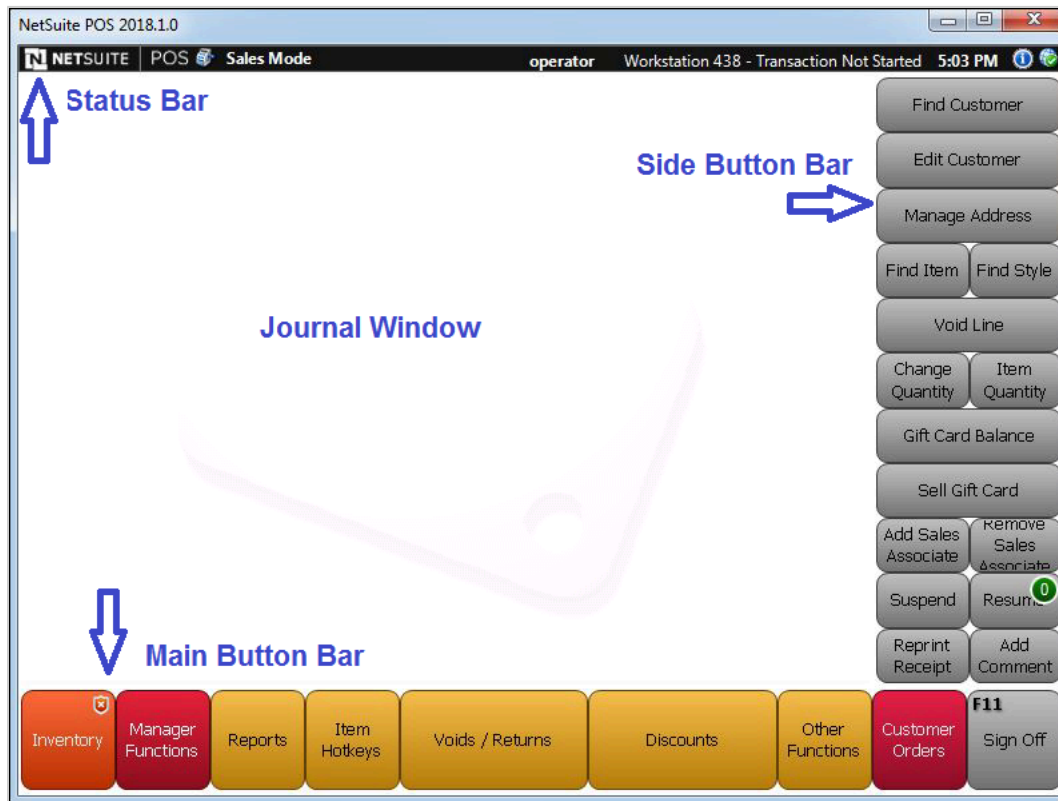 NetSuite POS 2018.1.0
N NETSUITE POS Sales Mode operator Workstation 438 - Transaction Not Started 5:03 PM
Status Bar
Find Customer
Side Button Bar
Edit Customer
Manage Address
Find Item Find Style
Journal Window
Void Line
Change Quantity
Item Quantity
Gift Card Balance
Sell Gift Card
Add Sales Associate
Remove Sales Associate
Suspend
Resum
0
Reprint Receipt
Add Comment
Main Button Bar
Inventory
Manager Functions
Reports
Item Hotkeys
Voids / Returns
Discounts
Other Functions
Customer Orders
F11
Sign Off